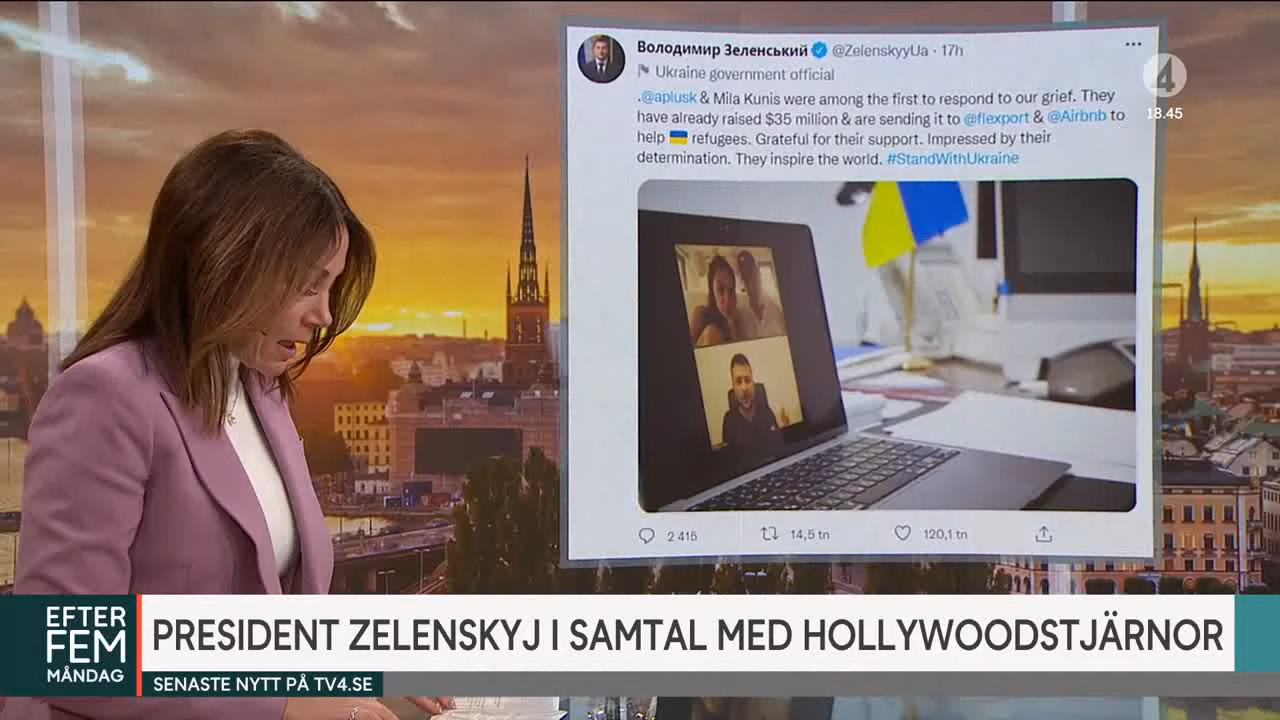 Володимир Зеленський @ZelenskyyUa · 17h
Ukraine government official
.@aplusk & Mila Kunis were among the first to respond to our grief. They
have already raised $35 million & are sending it to @flexport & @Airbnb to
help 🇺🇦 refugees. Grateful for their support. Impressed by their
determination. They inspire the world. #StandWithUkraine
2 415 14,5 tn 120,1 tn
4
18.45
EFTER
FEM
MÅNDAG
PRESIDENT ZELENSKYJ I SAMTAL MED HOLLYWOODSTJÄRNOR
SENASTE NYTT PÅ TV4.SE